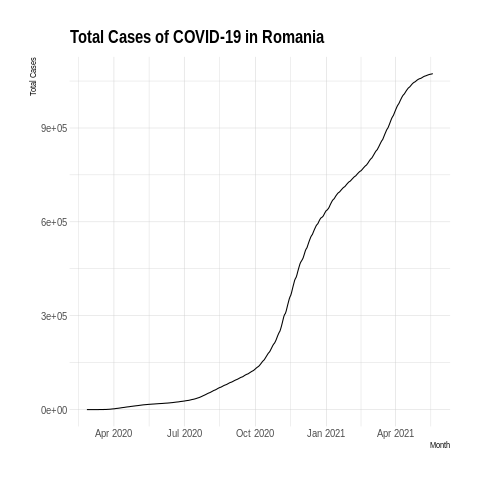 Total Cases of COVID-19 in Romania
Total Cases
9e+05
6e+05
3e+05
0e+00
Apr 2020 Jul 2020 Oct 2020 Jan 2021 Apr 2021
Month